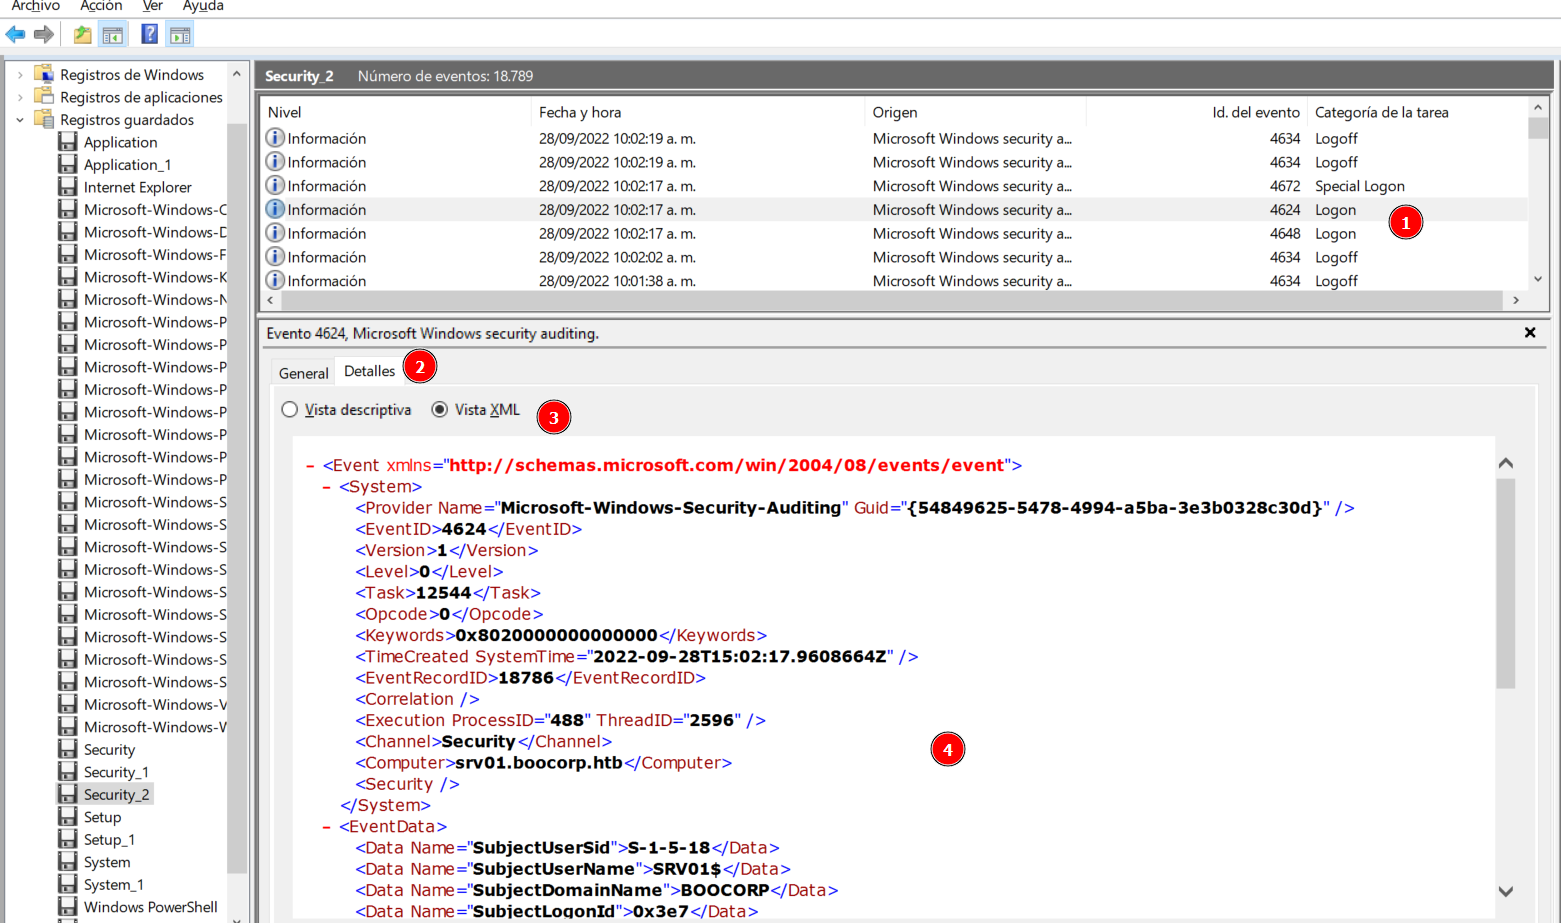 Archivo Acción Ver Ayuda
Registros de Windows
Registros de aplicaciones
Registros guardados
Application
Application_1
Internet Explorer
Microsoft-Windows-C
Microsoft-Windows-D
Microsoft-Windows-F
Microsoft-Windows-K
Microsoft-Windows-N
Microsoft-Windows-P
Microsoft-Windows-P
Microsoft-Windows-P
Microsoft-Windows-P
Microsoft-Windows-P
Microsoft-Windows-P
Microsoft-Windows-P
Microsoft-Windows-P
Microsoft-Windows-S
Microsoft-Windows-S
Microsoft-Windows-S
Microsoft-Windows-S
Microsoft-Windows-S
Microsoft-Windows-S
Microsoft-Windows-S
Microsoft-Windows-S
Microsoft-Windows-S
Microsoft-Windows-V
Microsoft-Windows-W
Security
Security_1
Security_2
Setup
Setup_1
System
System_1
Windows PowerShell
Security_2 Número de eventos: 18.789
Nivel Fecha y hora Origen Id. del evento Categoría de la tarea
Información 28/09/2022 10:02:19 a. m. Microsoft Windows security a... 4634 Logoff
Información 28/09/2022 10:02:19 a. m. Microsoft Windows security a... 4634 Logoff
Información 28/09/2022 10:02:17 a. m. Microsoft Windows security a... 4672 Special Logon
Información 28/09/2022 10:02:17 a. m. Microsoft Windows security a... 4624 Logon
1
Información 28/09/2022 10:02:17 a. m. Microsoft Windows security a... 4648 Logon
Información 28/09/2022 10:02:02 a. m. Microsoft Windows security a... 4634 Logoff
Información 28/09/2022 10:01:38 a. m. Microsoft Windows security a... 4634 Logoff
Evento 4624, Microsoft Windows security auditing.
General Detalles 2
Vista descriptiva Vista XML 3
- <Event xmlns="http://schemas.microsoft.com/win/2004/08/events/event">
- <System>
<Provider Name="Microsoft-Windows-Security-Auditing" Guid="{54849625-5478-4994-a5ba-3e3b0328c30d}" />
<EventID>4624</EventID>
<Version>1</Version>
<Level>0</Level>
<Task>12544</Task>
<Opcode>0</Opcode>
<Keywords>0x8020000000000000</Keywords>
<TimeCreated SystemTime="2022-09-28T15:02:17.9608664Z" />
<EventRecordID>18786</EventRecordID>
<Correlation />
<Execution ProcessID="488" ThreadID="2596" />
<Channel>Security</Channel>
4
<Computer>srv01.boocorp.htb</Computer>
<Security />
</System>
- <EventData>
<Data Name="SubjectUserSid">S-1-5-18</Data>
<Data Name="SubjectUserName">SRV01$</Data>
<Data Name="SubjectDomainName">BOOCORP</Data>
<Data Name="SubjectLogonId">0x3e7</Data>